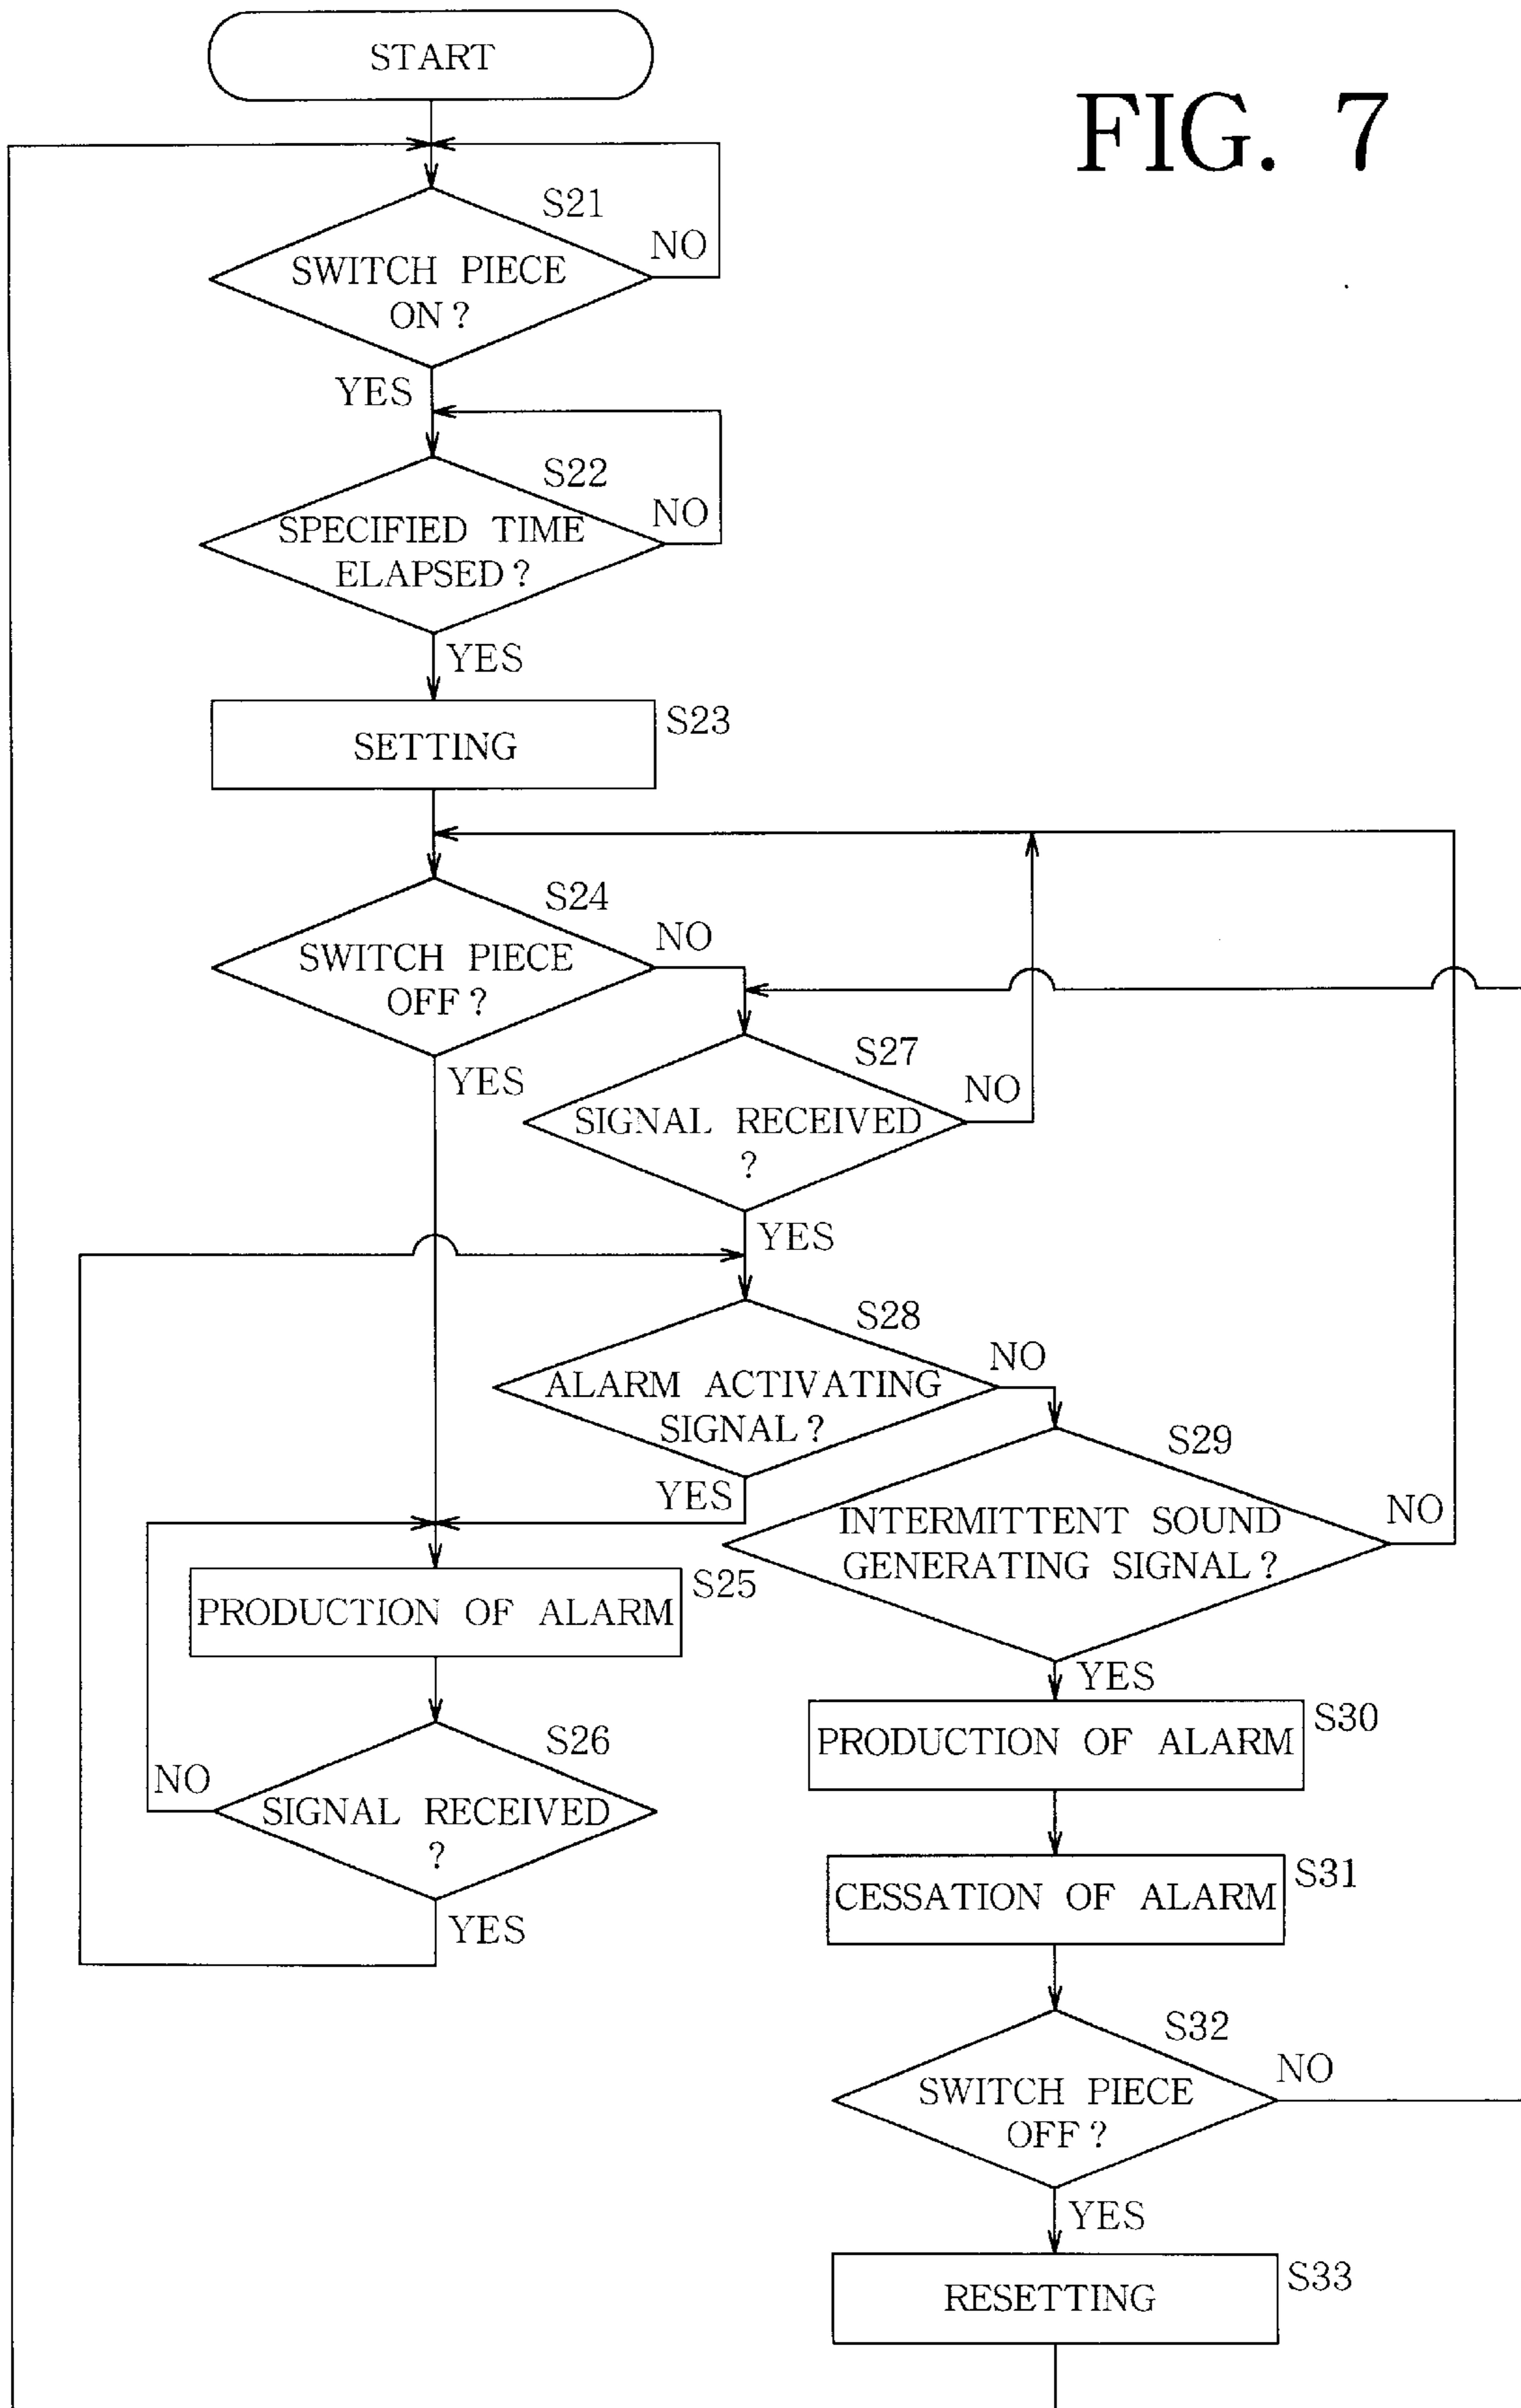 START
FIG. 7
S21
NO
SWITCH PIECE
ON ?
YES
S22
NO
SPECIFIED TIME
ELAPSED ?
YES
S23
SETTING
S24
NO
SWITCH PIECE
OFF ?
YES
S27
NO
SIGNAL RECEIVED
?
YES
S28
NO
ALARM ACTIVATING
SIGNAL ?
YES
S29
NO
INTERMITTENT SOUND
GENERATING SIGNAL ?
YES
S25
PRODUCTION OF ALARM
S26
NO
SIGNAL RECEIVED
?
YES
S30
PRODUCTION OF ALARM
S31
CESSATION OF ALARM
S32
NO
SWITCH PIECE
OFF ?
YES
S33
RESETTING